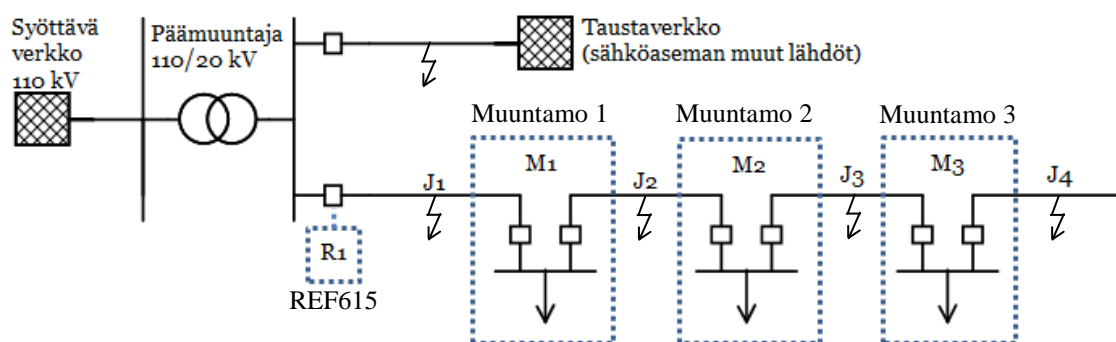 Syöttävä
verkko
110 kV
Päämuuntaja
110/20 kV
Taustaverkko
(sähköaseman muut lähdöt)
Muuntamo 1
Muuntamo 2
Muuntamo 3
J1
M1
J2
M2
J3
M3
J4
R1
REF615